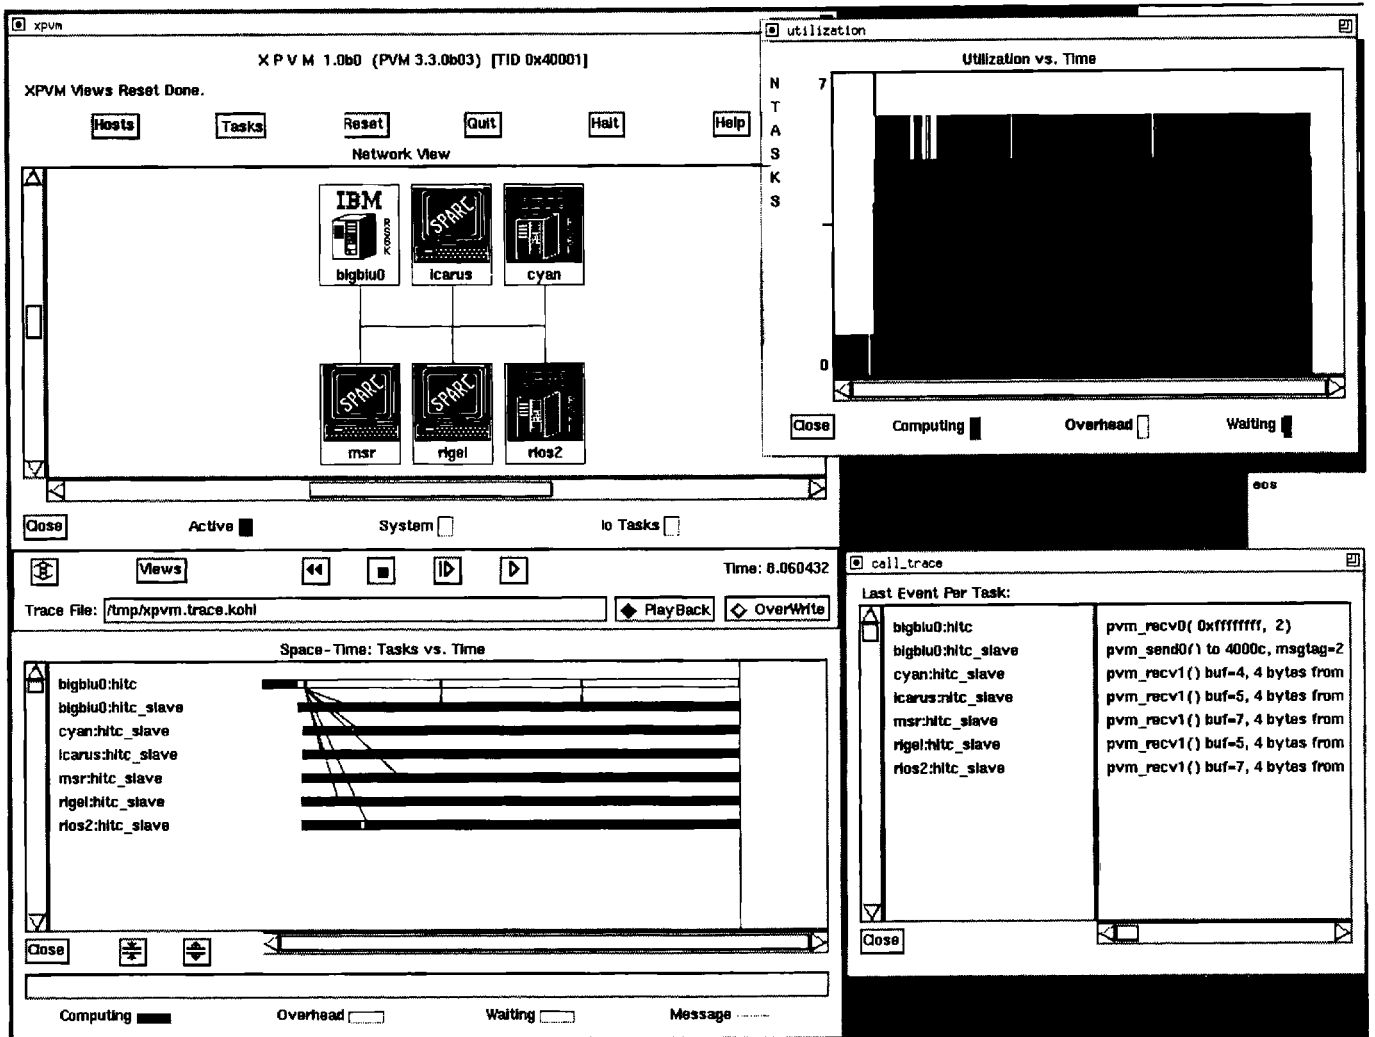 xpvm
X P V M 1.0b0 (PVM 3.3.0b03) [TID 0x40001]
XPVM Views Reset Done.
Hosts Tasks Reset Quit Halt Help
Network View
IBM
SPARC
bigblu0 icarus cyan
SPARC SPARC
msr rigel rios2
Close Active System Io Tasks
utilization
Utilization vs. Time
N TASKS
7
0
Close Computing Overhead Waiting
eos
Views Time: 8.060432
Trace File: /tmp/xpvm.trace.kohl PlayBack OverWrite
Space-Time: Tasks vs. Time
bigblu0:hitc
bigblu0:hitc_slave
cyan:hitc_slave
icarus:hitc_slave
msr:hitc_slave
rigel:hitc_slave
rios2:hitc_slave
Close
Computing Overhead Waiting Message
call_trace
Last Event Per Task:
bigblu0:hitc pvm_recv0( 0xffffffff, 2)
bigblu0:hitc_slave pvm_send0() to 4000c, msgtag=2
cyan:hitc_slave pvm_recv1() buf=4, 4 bytes from
icarus:hitc_slave pvm_recv1() buf=5, 4 bytes from
msr:hitc_slave pvm_recv1() buf=7, 4 bytes from
rigel:hitc_slave pvm_recv1() buf=5, 4 bytes from
rios2:hitc_slave pvm_recv1() buf=7, 4 bytes from
Close